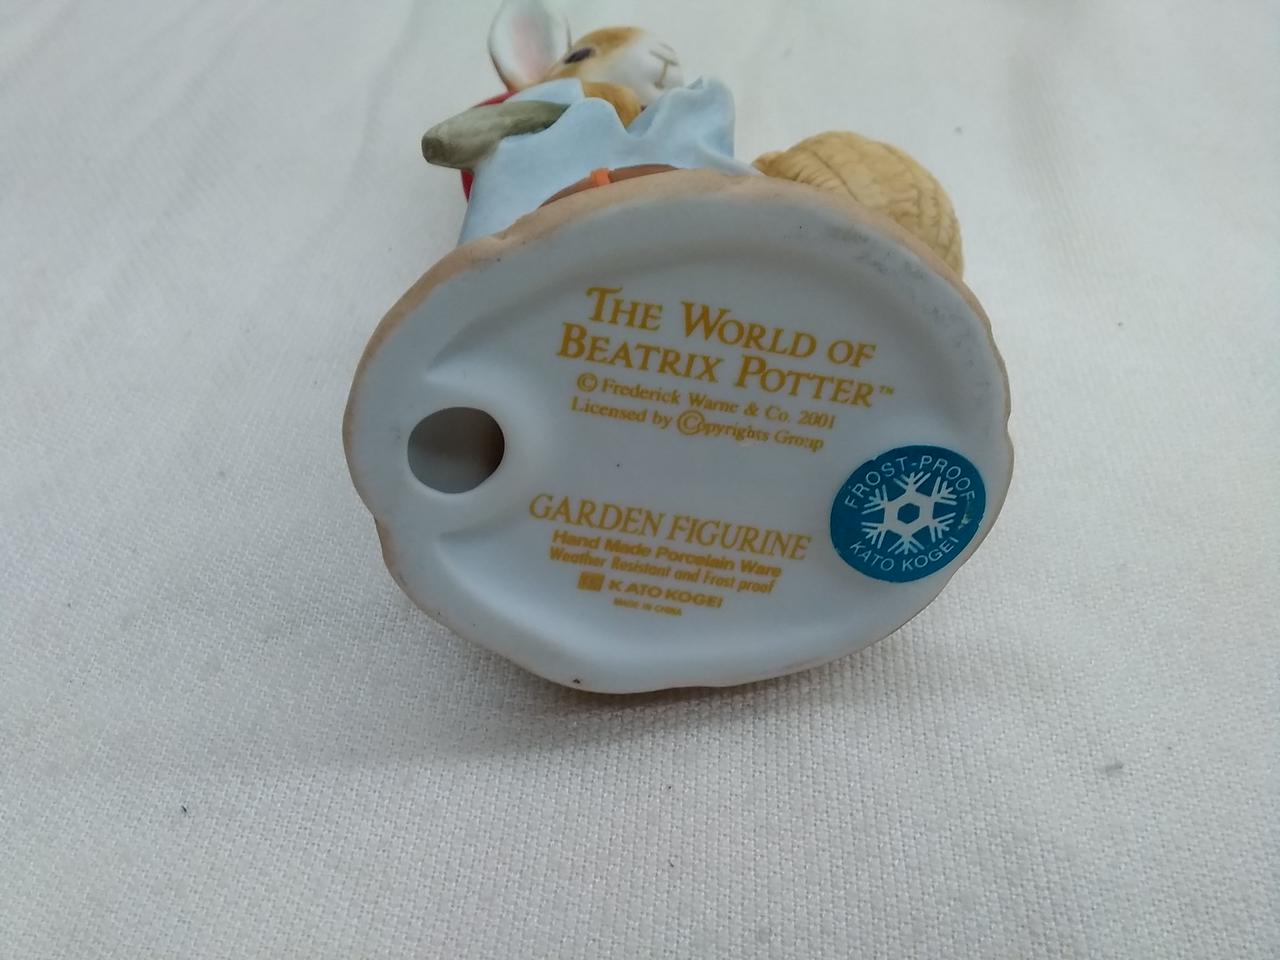 THE WORLD OF
BEATRIX POTTER™
© Frederick Warne & Co. 2001
Licensed by Copyrights Group
GARDEN FIGURINE
Hand Made Porcelain Ware
Weather Resistant and Frost proof
KATO KOGEI
MADE IN CHINA
FROST-PROOF
KATO KOGEI